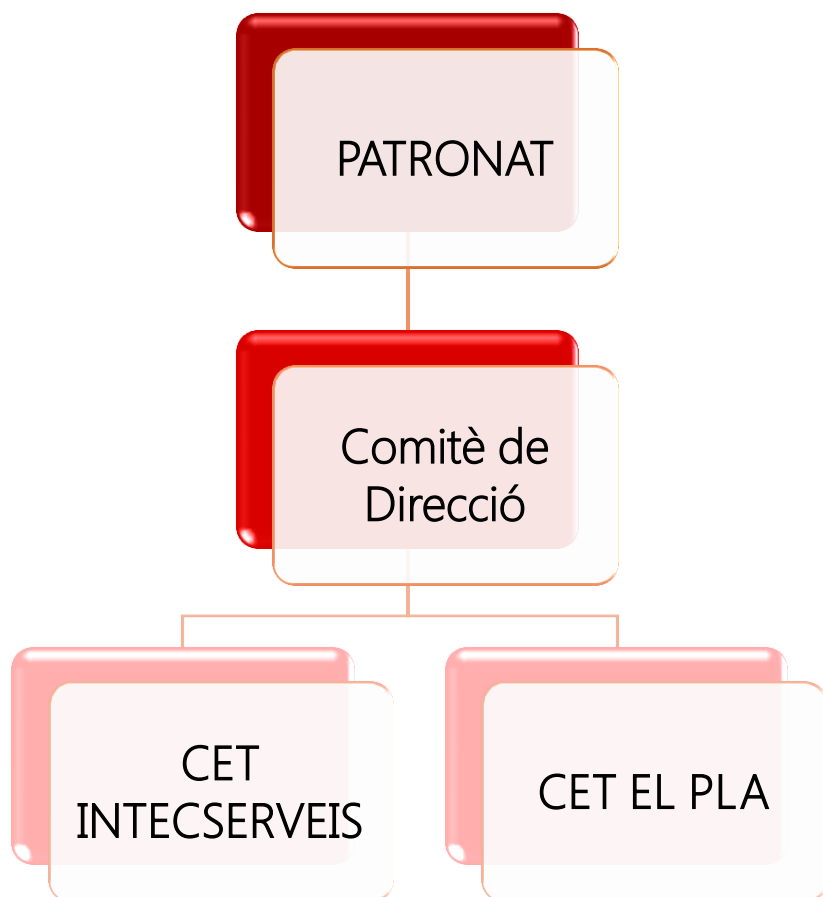 PATRONAT
Comitè de
Direcció
CET
INTECSERVEIS
CET EL PLA